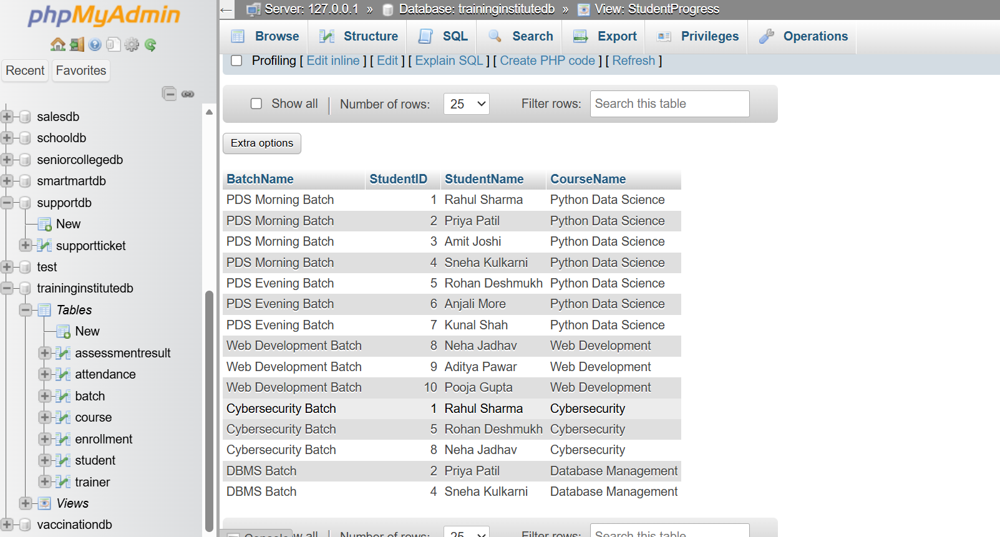 phpMyAdmin
Recent Favorites
salesdb
schooldb
seniorcollegedb
smartmartdb
supportdb
New
supportticket
test
traininginstitutedb
Tables
New
assessmentresult
attendance
batch
course
enrollment
student
trainer
Views
vaccinationdb
← Server: 127.0.0.1 » Database: traininginstitutedb » View: StudentProgress
Browse Structure SQL Search Export Privileges Operations
Profiling [ Edit inline ] [ Edit ] [ Explain SQL ] [ Create PHP code ] [ Refresh ]
Show all | Number of rows: 25 Filter rows: Search this table
Extra options
BatchName StudentID StudentName CourseName
PDS Morning Batch 1 Rahul Sharma Python Data Science
PDS Morning Batch 2 Priya Patil Python Data Science
PDS Morning Batch 3 Amit Joshi Python Data Science
PDS Morning Batch 4 Sneha Kulkarni Python Data Science
PDS Evening Batch 5 Rohan Deshmukh Python Data Science
PDS Evening Batch 6 Anjali More Python Data Science
PDS Evening Batch 7 Kunal Shah Python Data Science
Web Development Batch 8 Neha Jadhav Web Development
Web Development Batch 9 Aditya Pawar Web Development
Web Development Batch 10 Pooja Gupta Web Development
Cybersecurity Batch 1 Rahul Sharma Cybersecurity
Cybersecurity Batch 5 Rohan Deshmukh Cybersecurity
Cybersecurity Batch 8 Neha Jadhav Cybersecurity
DBMS Batch 2 Priya Patil Database Management
DBMS Batch 4 Sneha Kulkarni Database Management
Console w all | Number of rows: 25 Filter rows: Search this table